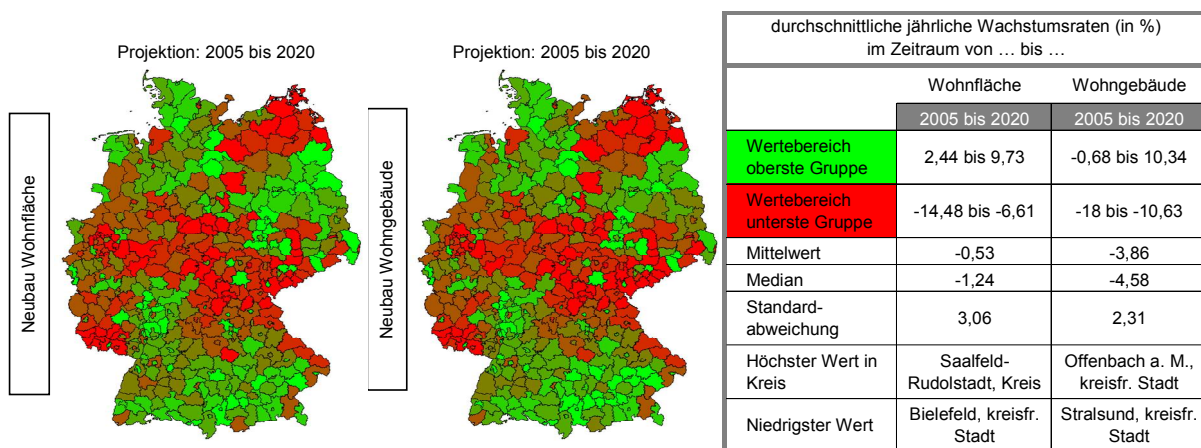 Projektion: 2005 bis 2020
Neubau Wohnfläche
Projektion: 2005 bis 2020
Neubau Wohngebäude
durchschnittliche jährliche Wachstumsraten (in %)
im Zeitraum von … bis …
Wohnfläche Wohngebäude
2005 bis 2020 2005 bis 2020
Wertebereich
oberste Gruppe
2,44 bis 9,73 -0,68 bis 10,34
Wertebereich
unterste Gruppe
-14,48 bis -6,61 -18 bis -10,63
Mittelwert -0,53 -3,86
Median -1,24 -4,58
Standard-
abweichung
3,06 2,31
Höchster Wert in
Kreis
Saalfeld-
Rudolstadt, Kreis
Offenbach a. M.,
kreisfr. Stadt
Niedrigster Wert
Bielefeld, kreisfr.
Stadt
Stralsund, kreisfr.
Stadt